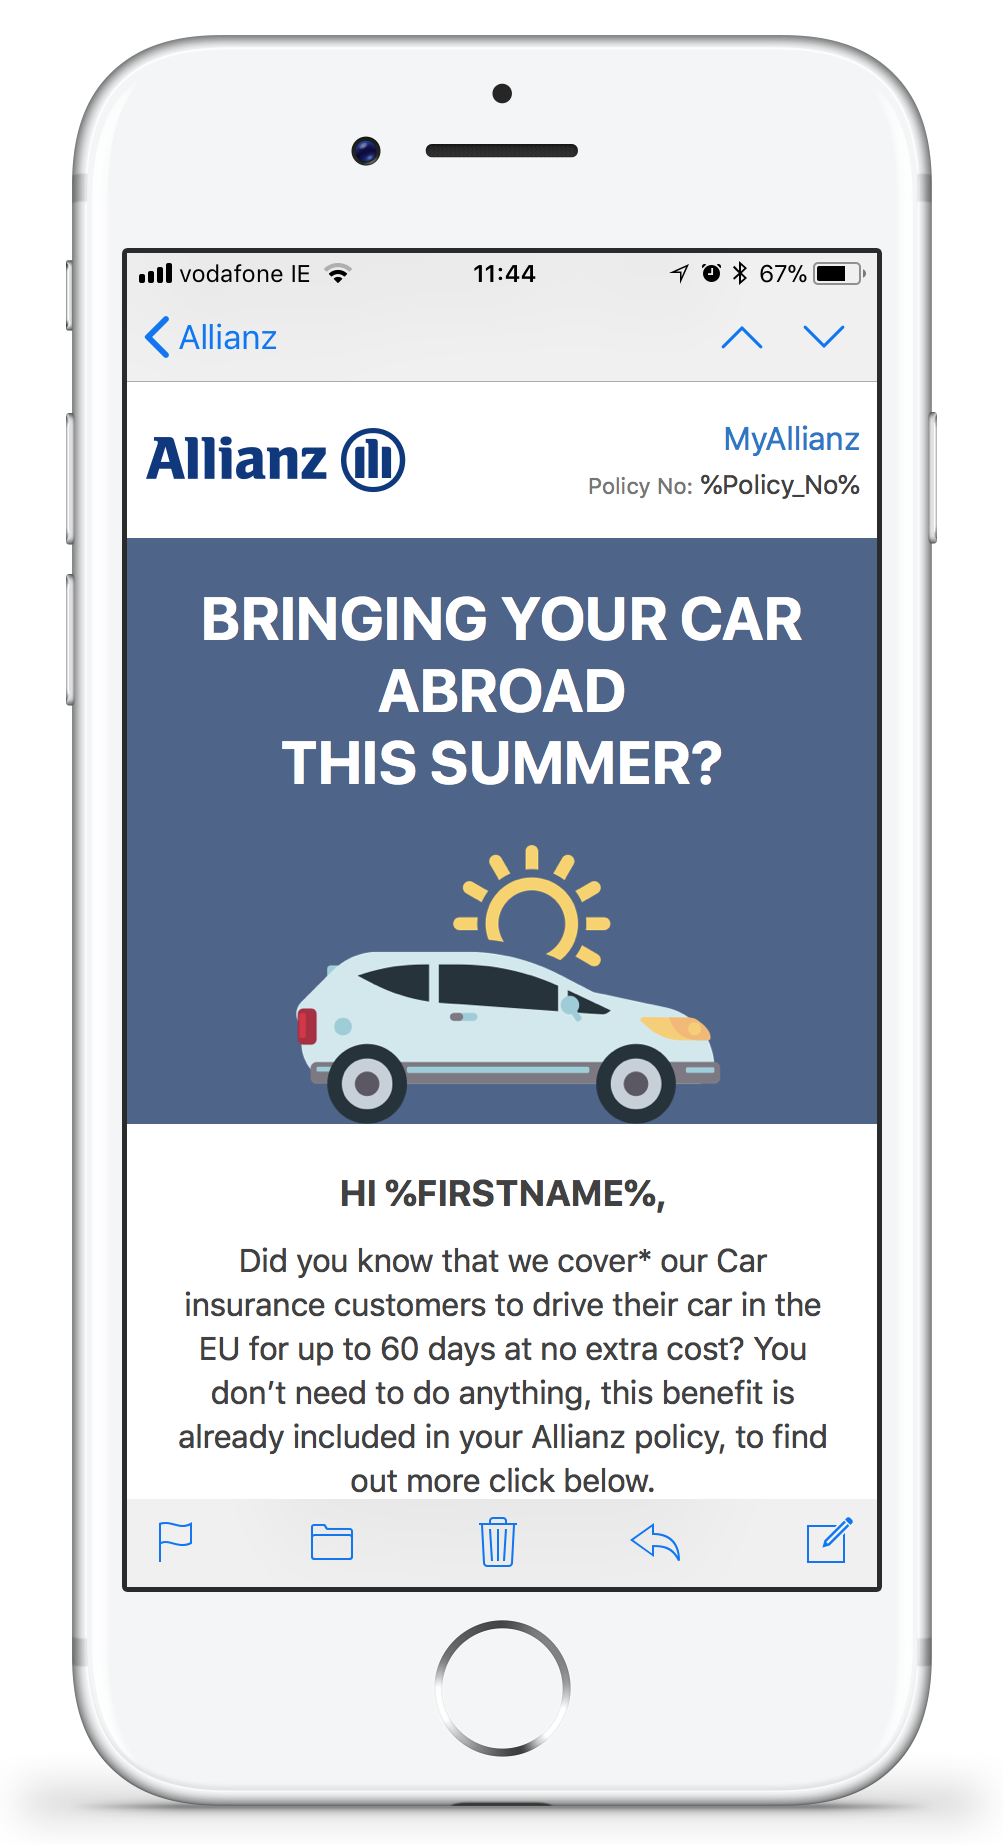 vodafone IE 11:44 67%
Allianz
Allianz MyAllianz
Policy No: %Policy_No%
BRINGING YOUR CAR
ABROAD
THIS SUMMER?
HI %FIRSTNAME%,
Did you know that we cover* our Car
insurance customers to drive their car in the
EU for up to 60 days at no extra cost? You
don’t need to do anything, this benefit is
already included in your Allianz policy, to find
out more click below.